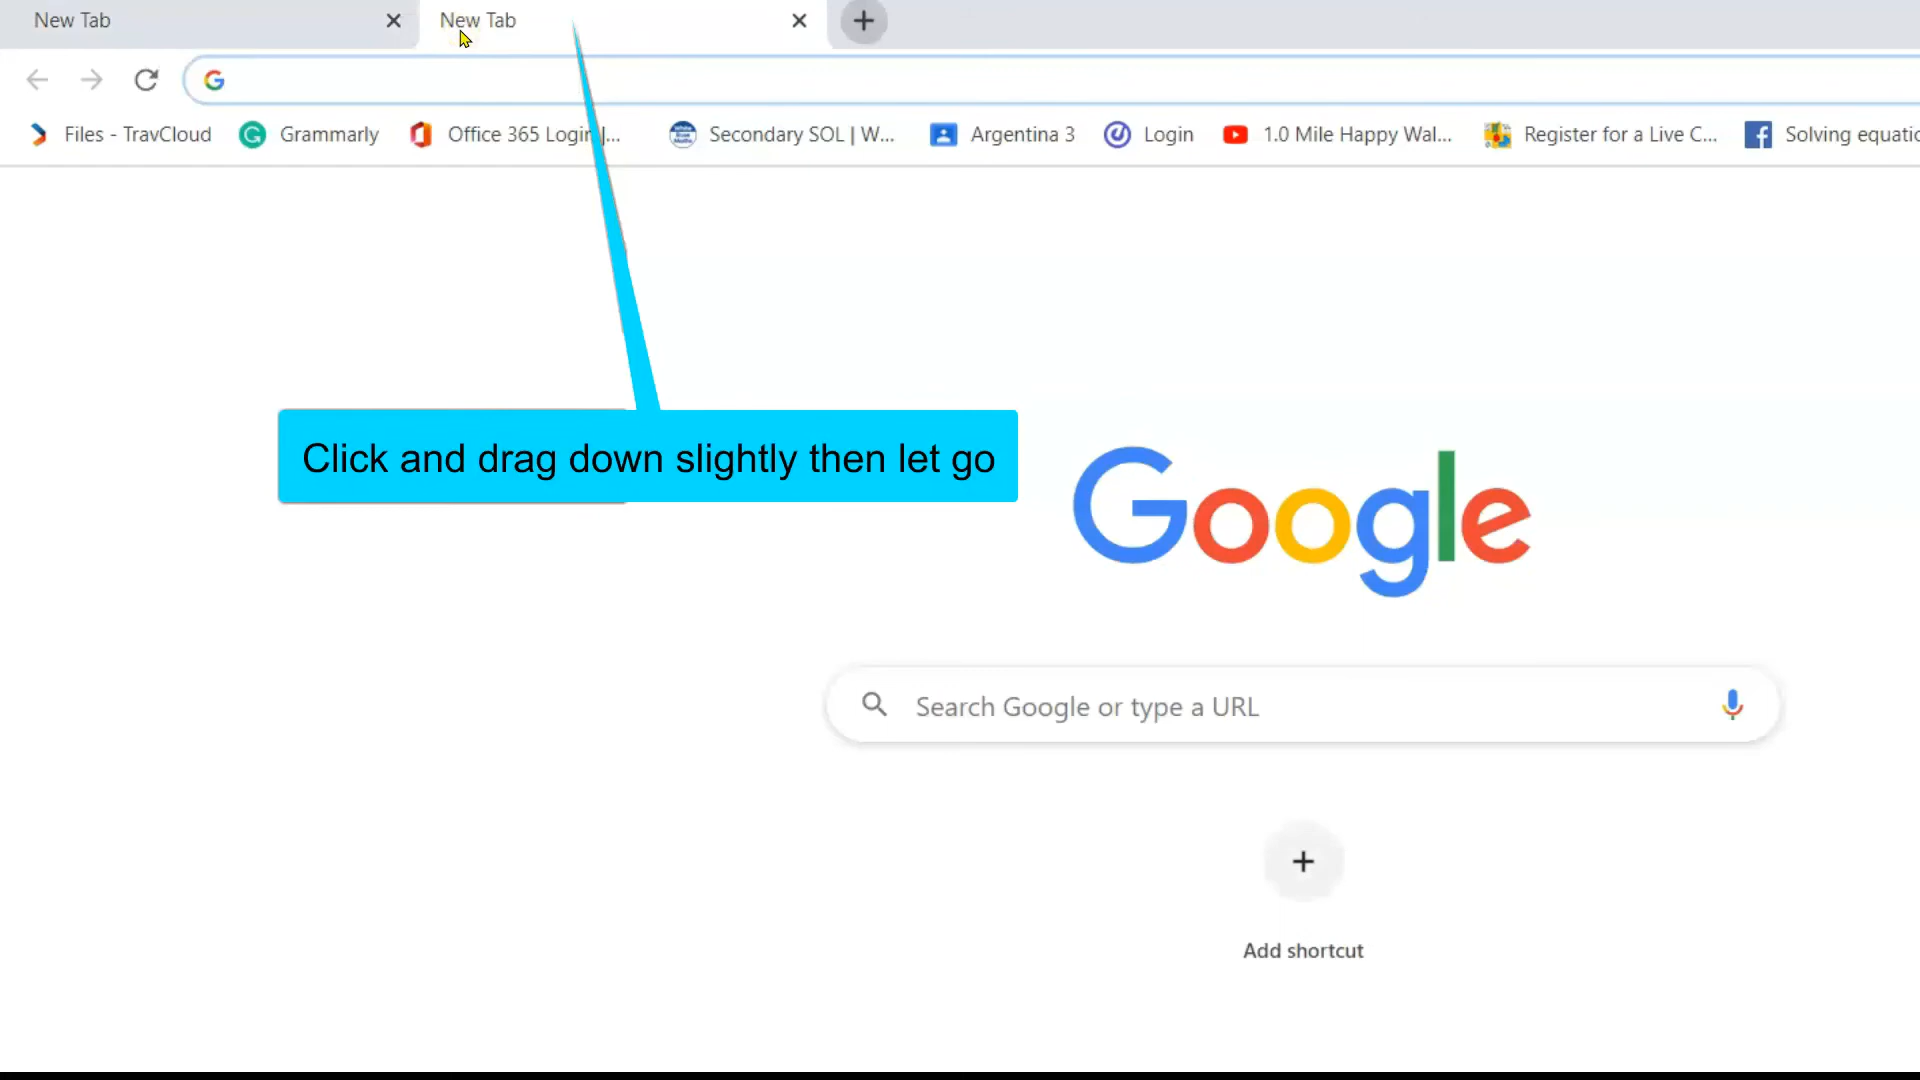 New Tab
New Tab
Files - TravCloud
Grammarly
Office 365 Login |...
Secondary SOL | W...
Argentina 3
Login
1.0 Mile Happy Wal...
Register for a Live C...
Solving equatio
Click and drag down slightly then let go
Google
Search Google or type a URL
Add shortcut